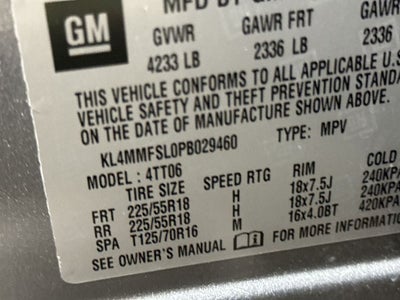 GM
GVWR GAWR FRT GAWR
4233 LB 2336 LB 2336
THIS VEHICLE CONFORMS TO ALL APPLICABLE U.S
VEHICLE SAFETY AND THEFT PREVENTION STANDA
ON THE DATE OF MANUFACTURE SHOWN ABOVE.
KL4MMFSL0PB029460 TYPE: MPV
MODEL: 4TT06
TIRE SIZE SPEED RTG RIM COLD
FRT 225/55R18 H 18x7.5J 240KPA
RR 225/55R18 H 18x7.5J 240KPA
SPA T125/70R16 M 16x4.0BT 420KPA
SEE OWNER'S MANUAL FOR MORE INFORMA